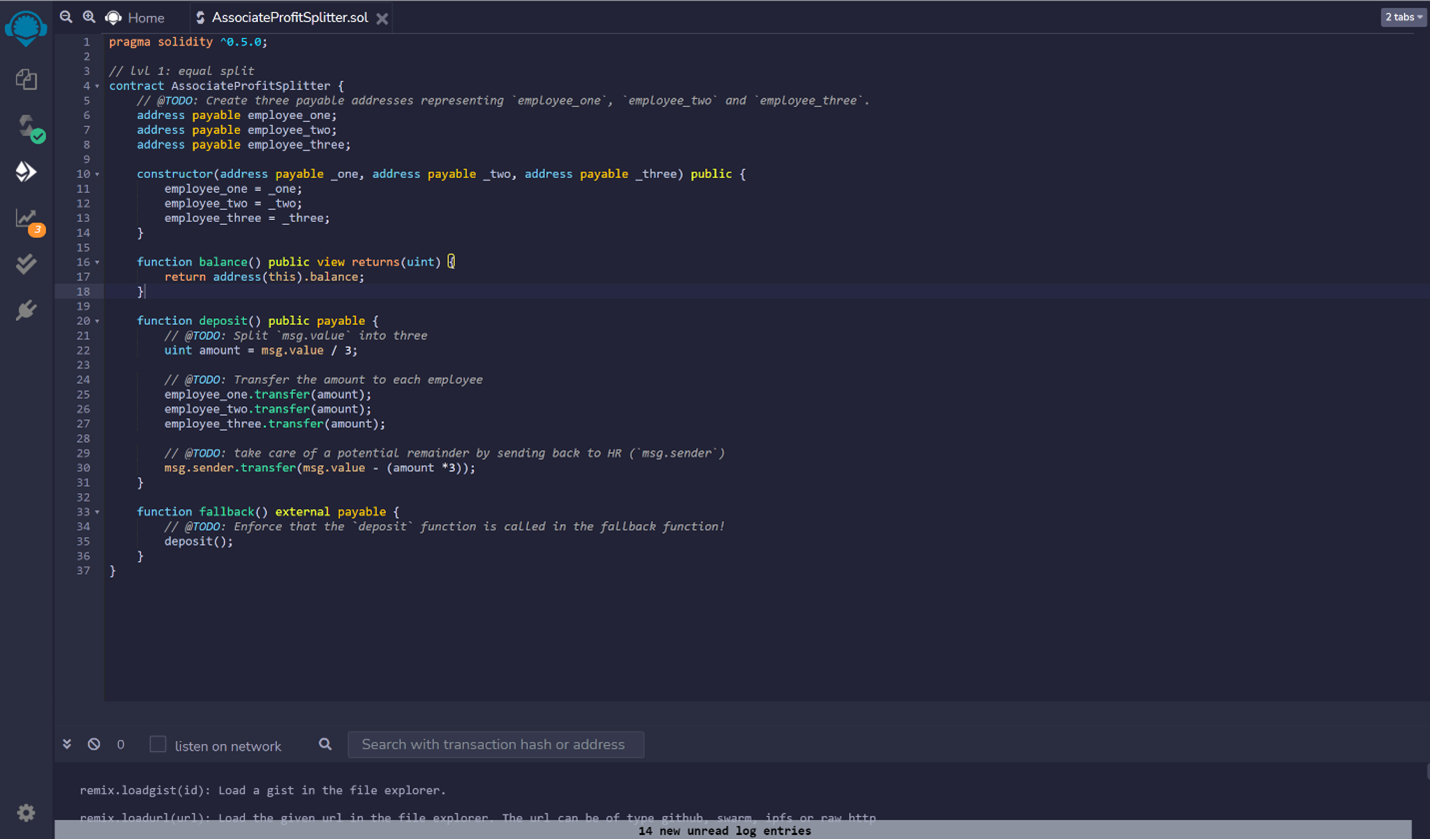 Home
AssociateProfitSplitter.sol
2 tabs
1 pragma solidity ^0.5.0;
2
3 // lvl 1: equal split
4 contract AssociateProfitSplitter {
5 // @TODO: Create three payable addresses representing `employee_one`, `employee_two` and `employee_three`.
6 address payable employee_one;
7 address payable employee_two;
8 address payable employee_three;
9
10 constructor(address payable _one, address payable _two, address payable _three) public {
11 employee_one = _one;
12 employee_two = _two;
13 employee_three = _three;
14 }
15
16 function balance() public view returns(uint) {
17 return address(this).balance;
18 }
19
20 function deposit() public payable {
21 // @TODO: Split `msg.value` into three
22 uint amount = msg.value / 3;
23
24 // @TODO: Transfer the amount to each employee
25 employee_one.transfer(amount);
26 employee_two.transfer(amount);
27 employee_three.transfer(amount);
28
29 // @TODO: take care of a potential remainder by sending back to HR (`msg.sender`)
30 msg.sender.transfer(msg.value - (amount *3));
31 }
32
33 function fallback() external payable {
34 // @TODO: Enforce that the `deposit` function is called in the fallback function!
35 deposit();
36 }
37 }
3
0
listen on network
Search with transaction hash or address
remix.loadgist(id): Load a gist in the file explorer.
remix.loadurl(url): Load the given url in the file explorer. The url can be of type github, swarm, ipfs or raw http
14 new unread log entries